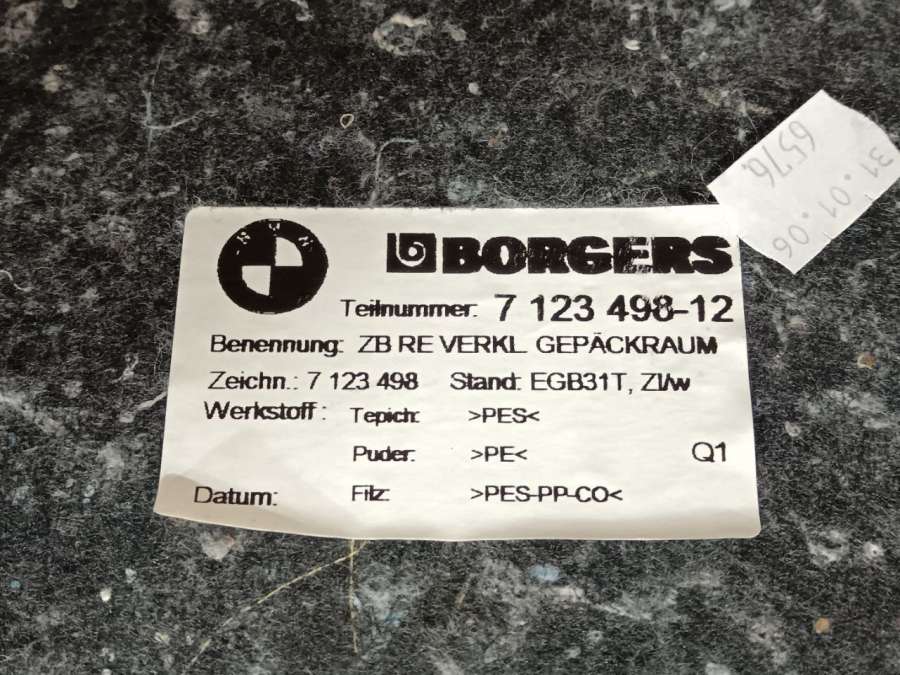 BORGERS
Teilnummer: 7 123 498-12
Benennung: ZB RE VERKL. GEPÄCKRAUM
Zeichn.: 7 123 498 Stand: EGB31T, ZI/w
Werkstoff: Tepich: >PES<
Puder: >PE< Q1
Datum: Filz: >PES-PP-CO<
6576
31.01.06